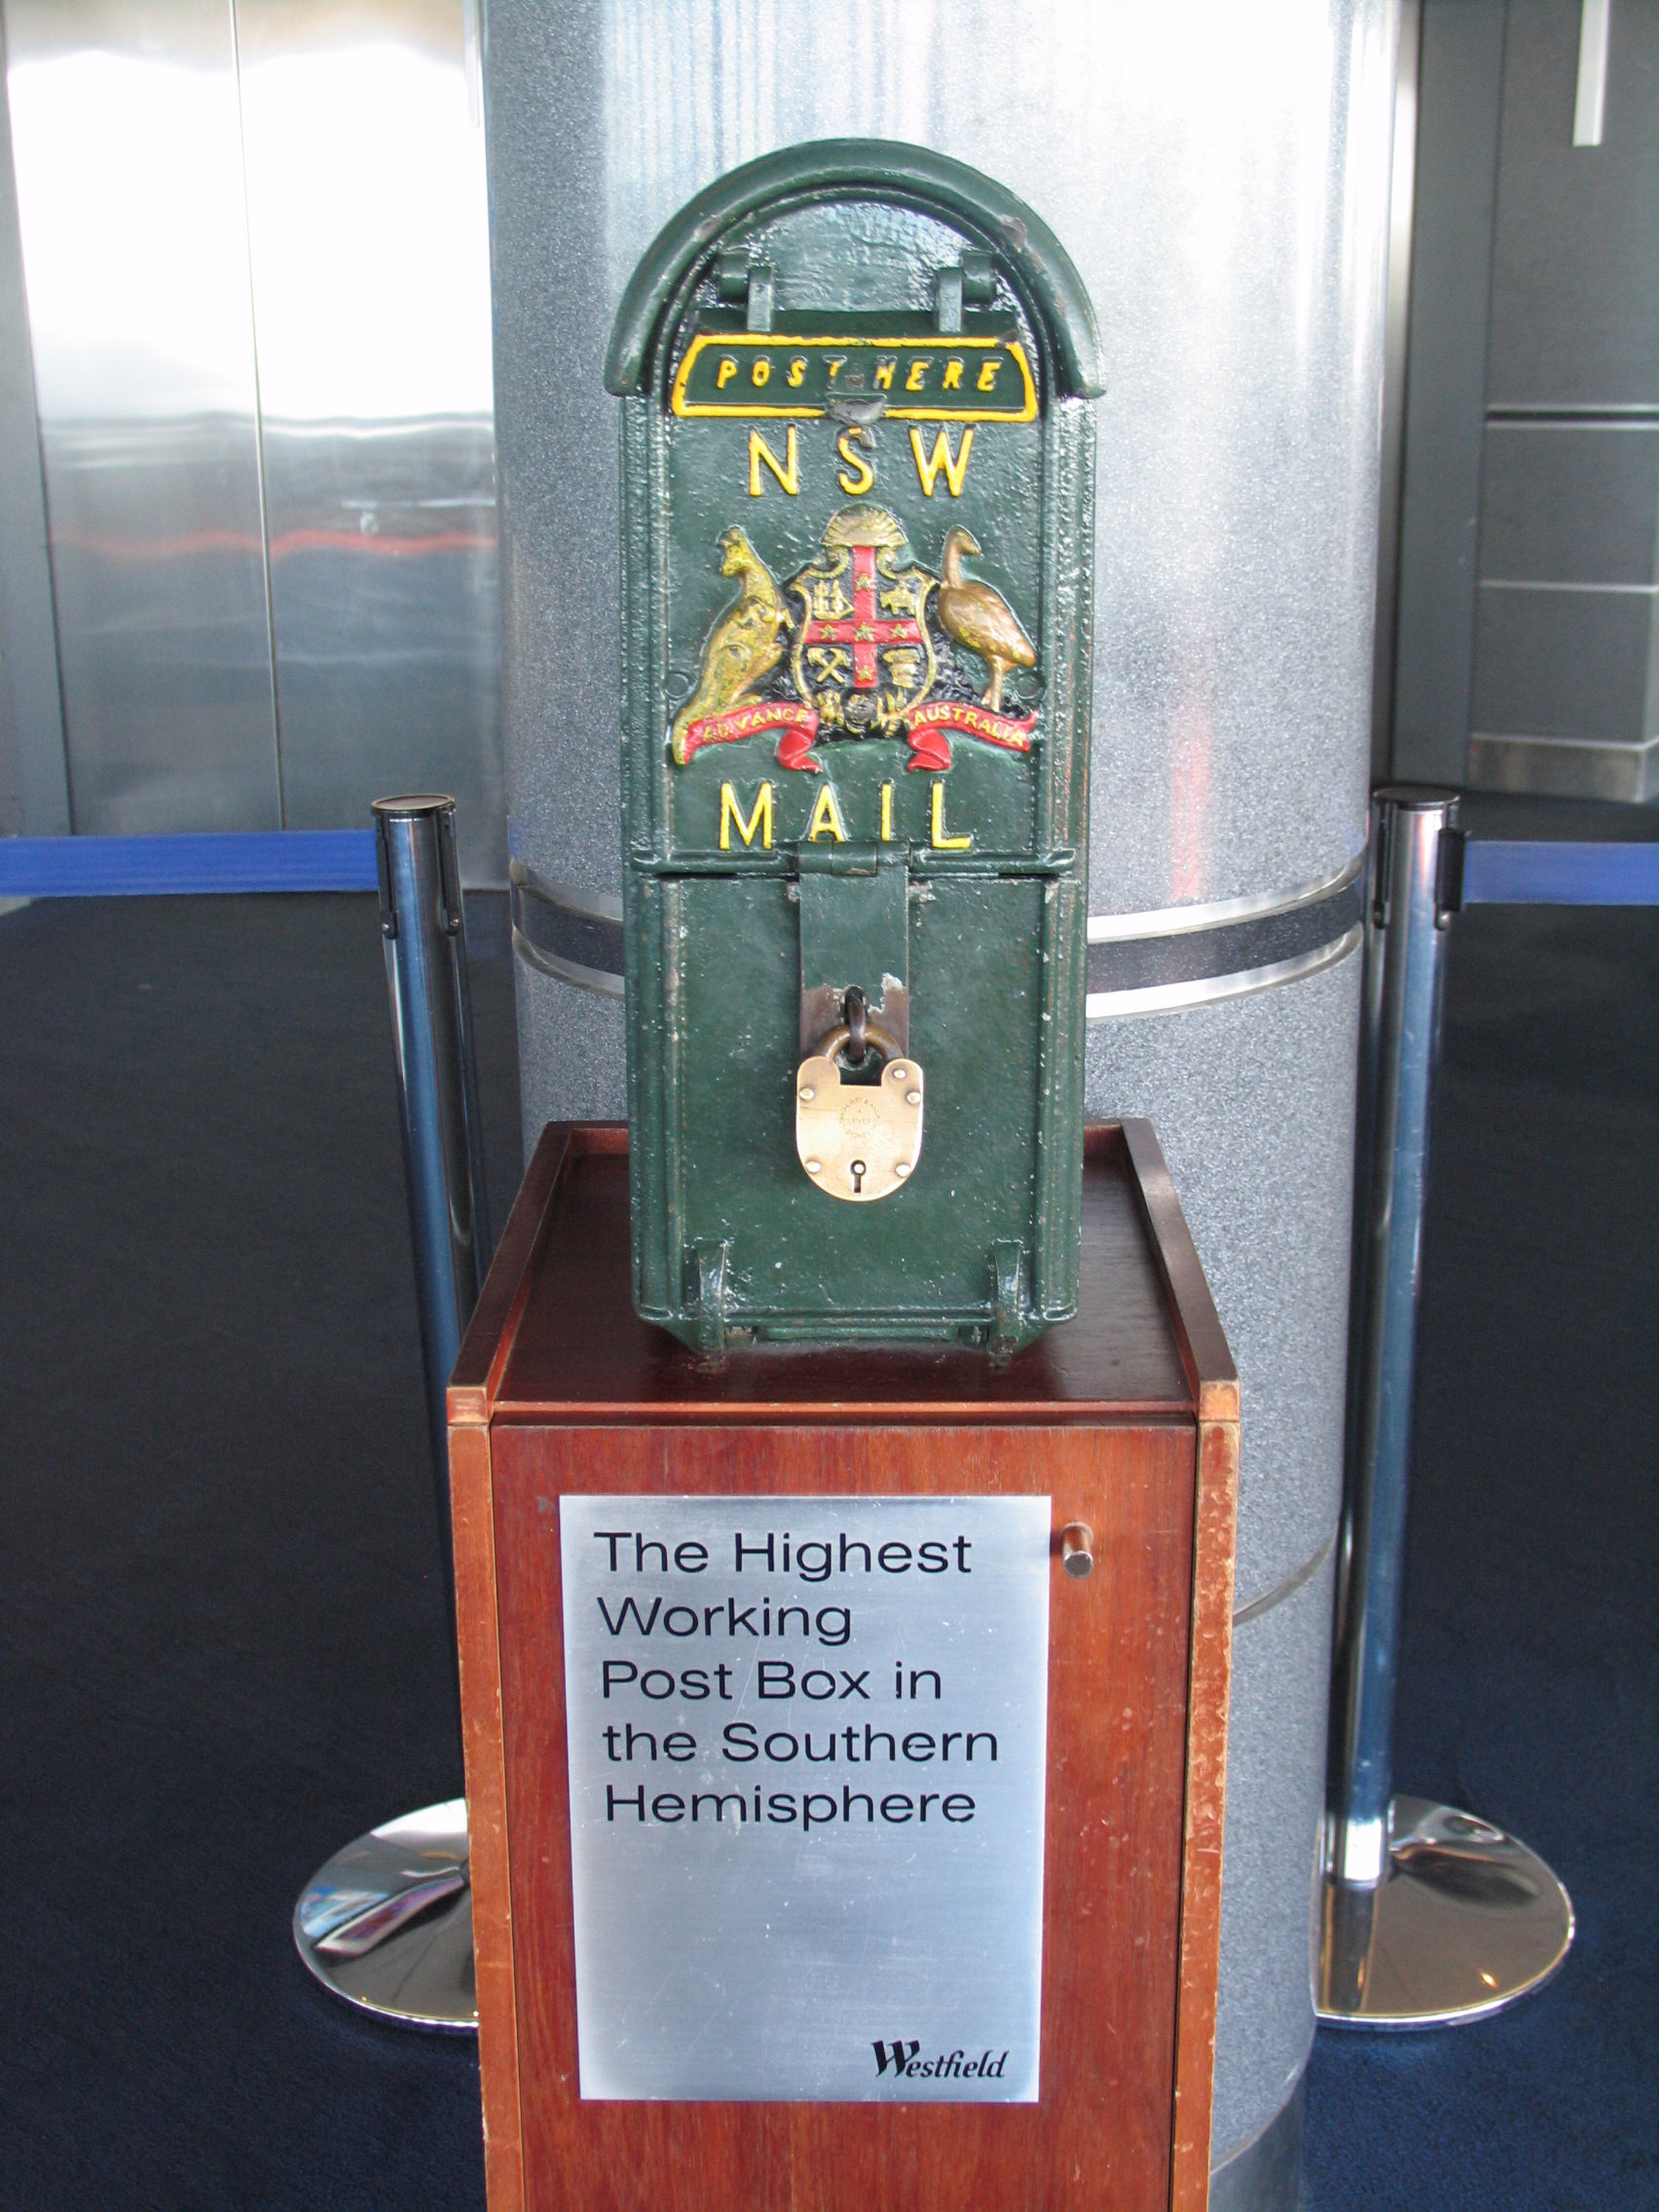 POST HERE
NSW
ADVANCE AUSTRALIA
MAIL
The Highest
Working
Post Box in
the Southern
Hemisphere
Westfield